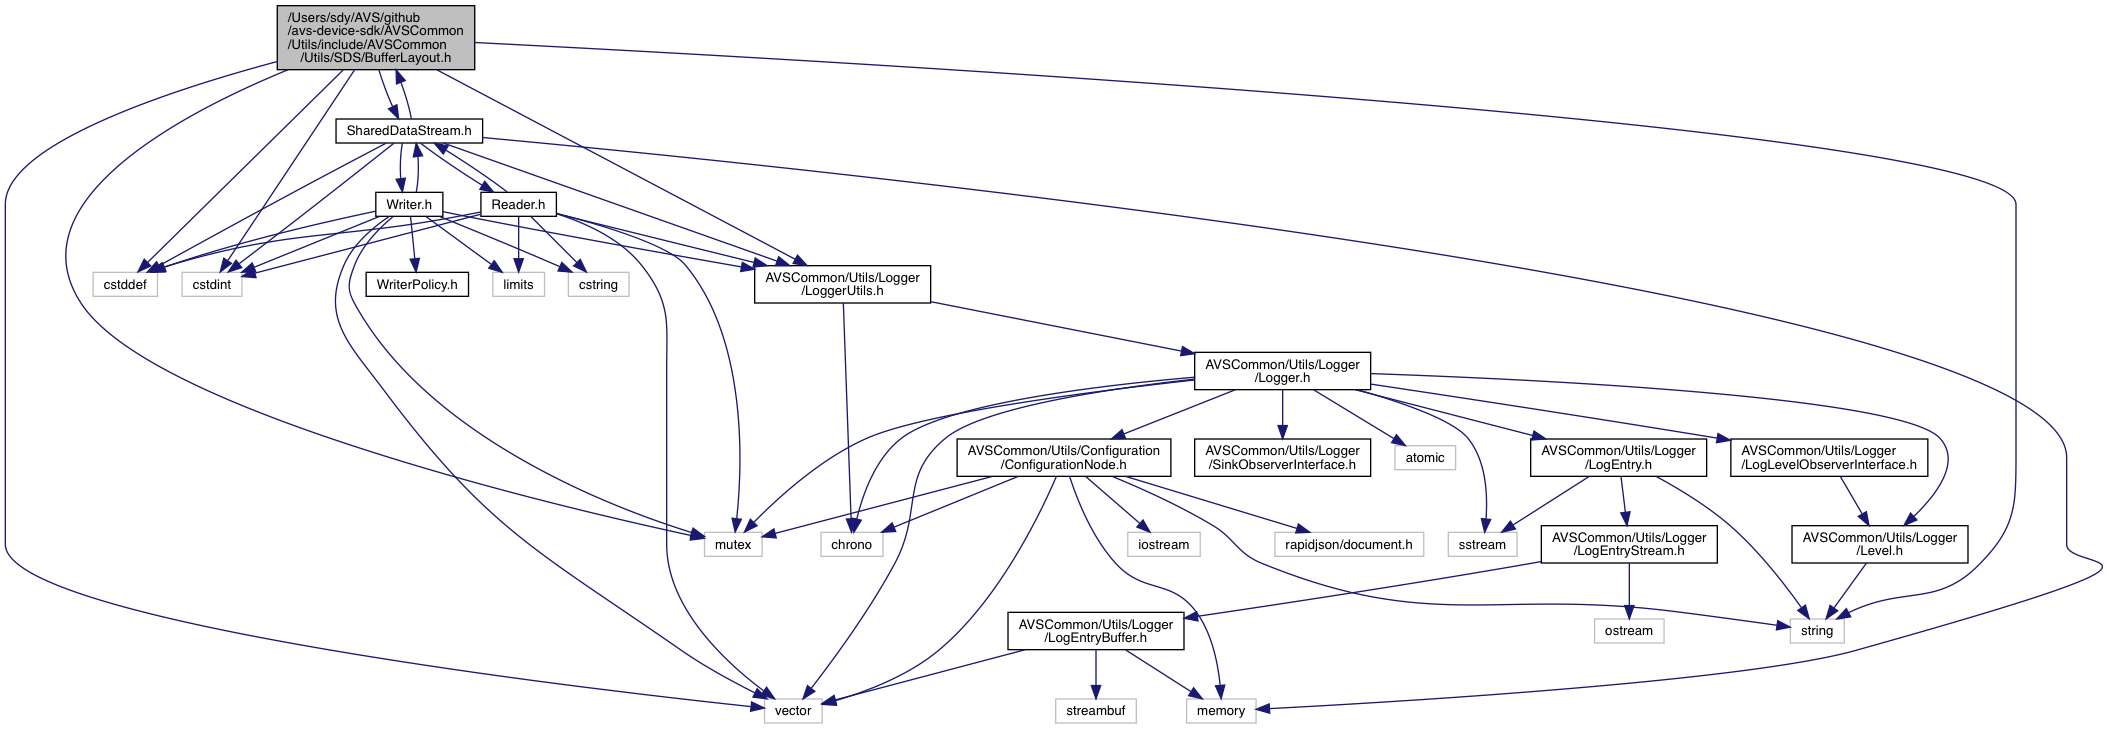 /Users/sdy/AVS/github
/avs-device-sdk/AVSCommon
/Utils/include/AVSCommon
/Utils/SDS/BufferLayout.h
SharedDataStream.h
Writer.h
Reader.h
cstddef
cstdint
WriterPolicy.h
limits
cstring
AVSCommon/Utils/Logger
/LoggerUtils.h
AVSCommon/Utils/Logger
/Logger.h
AVSCommon/Utils/Configuration
/ConfigurationNode.h
AVSCommon/Utils/Logger
/SinkObserverInterface.h
atomic
AVSCommon/Utils/Logger
/LogEntry.h
AVSCommon/Utils/Logger
/LogLevelObserverInterface.h
mutex
chrono
iostream
rapidjson/document.h
sstream
AVSCommon/Utils/Logger
/LogEntryStream.h
AVSCommon/Utils/Logger
/Level.h
AVSCommon/Utils/Logger
/LogEntryBuffer.h
ostream
string
vector
streambuf
memory